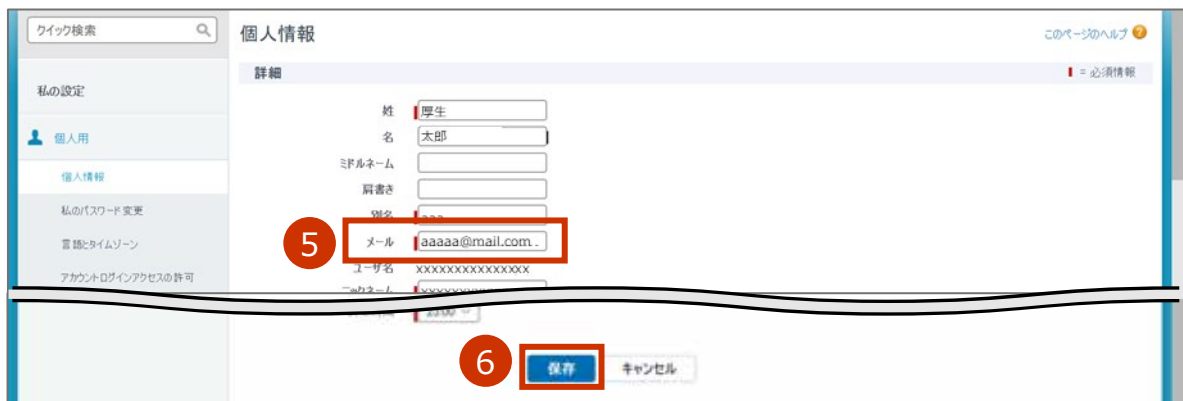 クイック検索
個人情報
このページのヘルプ
詳細
= 必須情報
私の設定
姓 厚生
個人用
名 太郎
ミドルネーム
個人情報
肩書き
私のパスワード変更
別名 aaa
言語とタイムゾーン
5
メール aaaaa@mail.com.
アカウントログインアクセスの許可
ユーザ名 xxxxxxxxxxxxxxx
6
保存
キャンセル